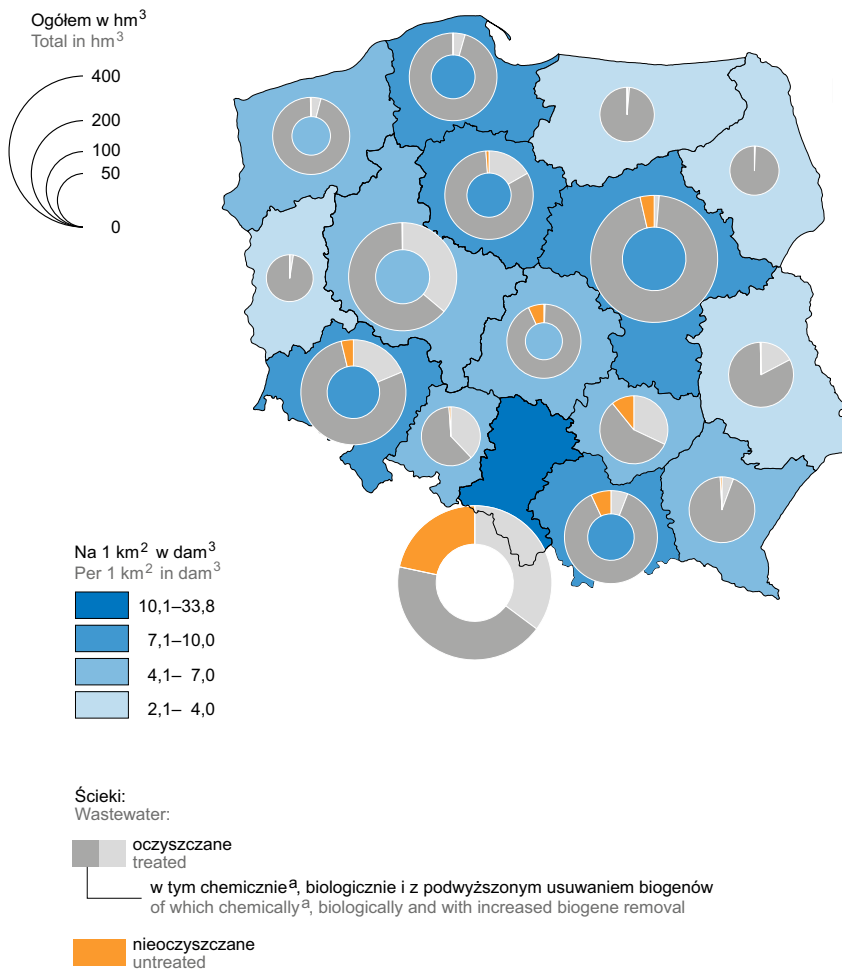 Ogółem w hm³
Total in hm³
400
200
100
50
0
Na 1 km² w dam³
Per 1 km² in dam³
10,1–33,8
7,1–10,0
4,1– 7,0
2,1– 4,0
Ścieki:
Wastewater:
oczyszczane
treated
w tym chemicznieᵃ, biologicznie i z podwyższonym usuwaniem biogenów
of which chemicallyᵃ, biologically and with increased biogene removal
nieoczyszczane
untreated